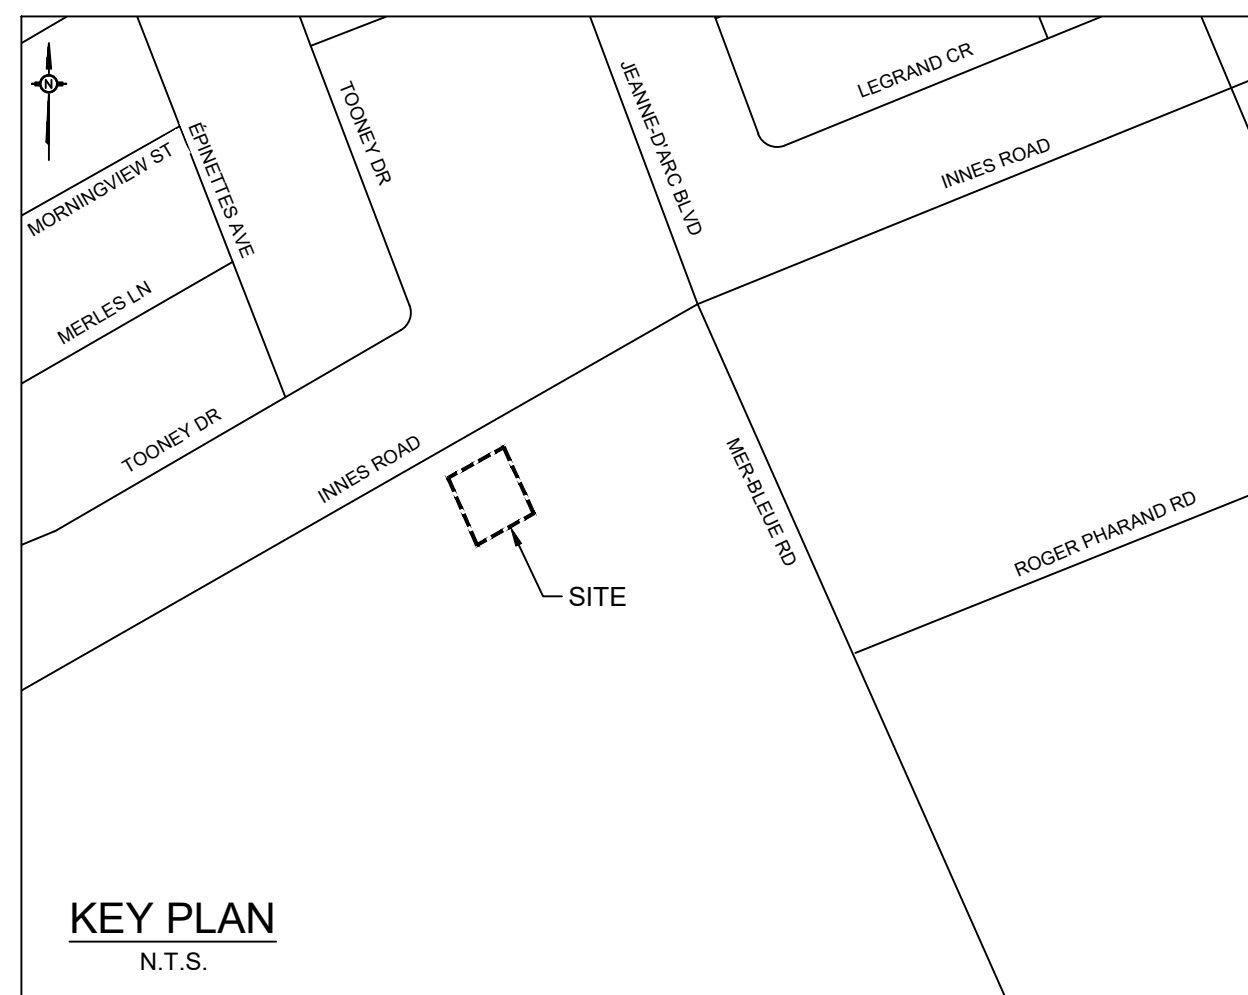 N
MORNINGVIEW ST
ÉPINETTES AVE
TOONEY DR
JEANNE-D'ARC BLVD
LEGRAND CR
INNES ROAD
MERLES LN
TOONEY DR
INNES ROAD
MER-BLEUE RD
ROGER PHARAND RD
SITE
KEY PLAN
N.T.S.